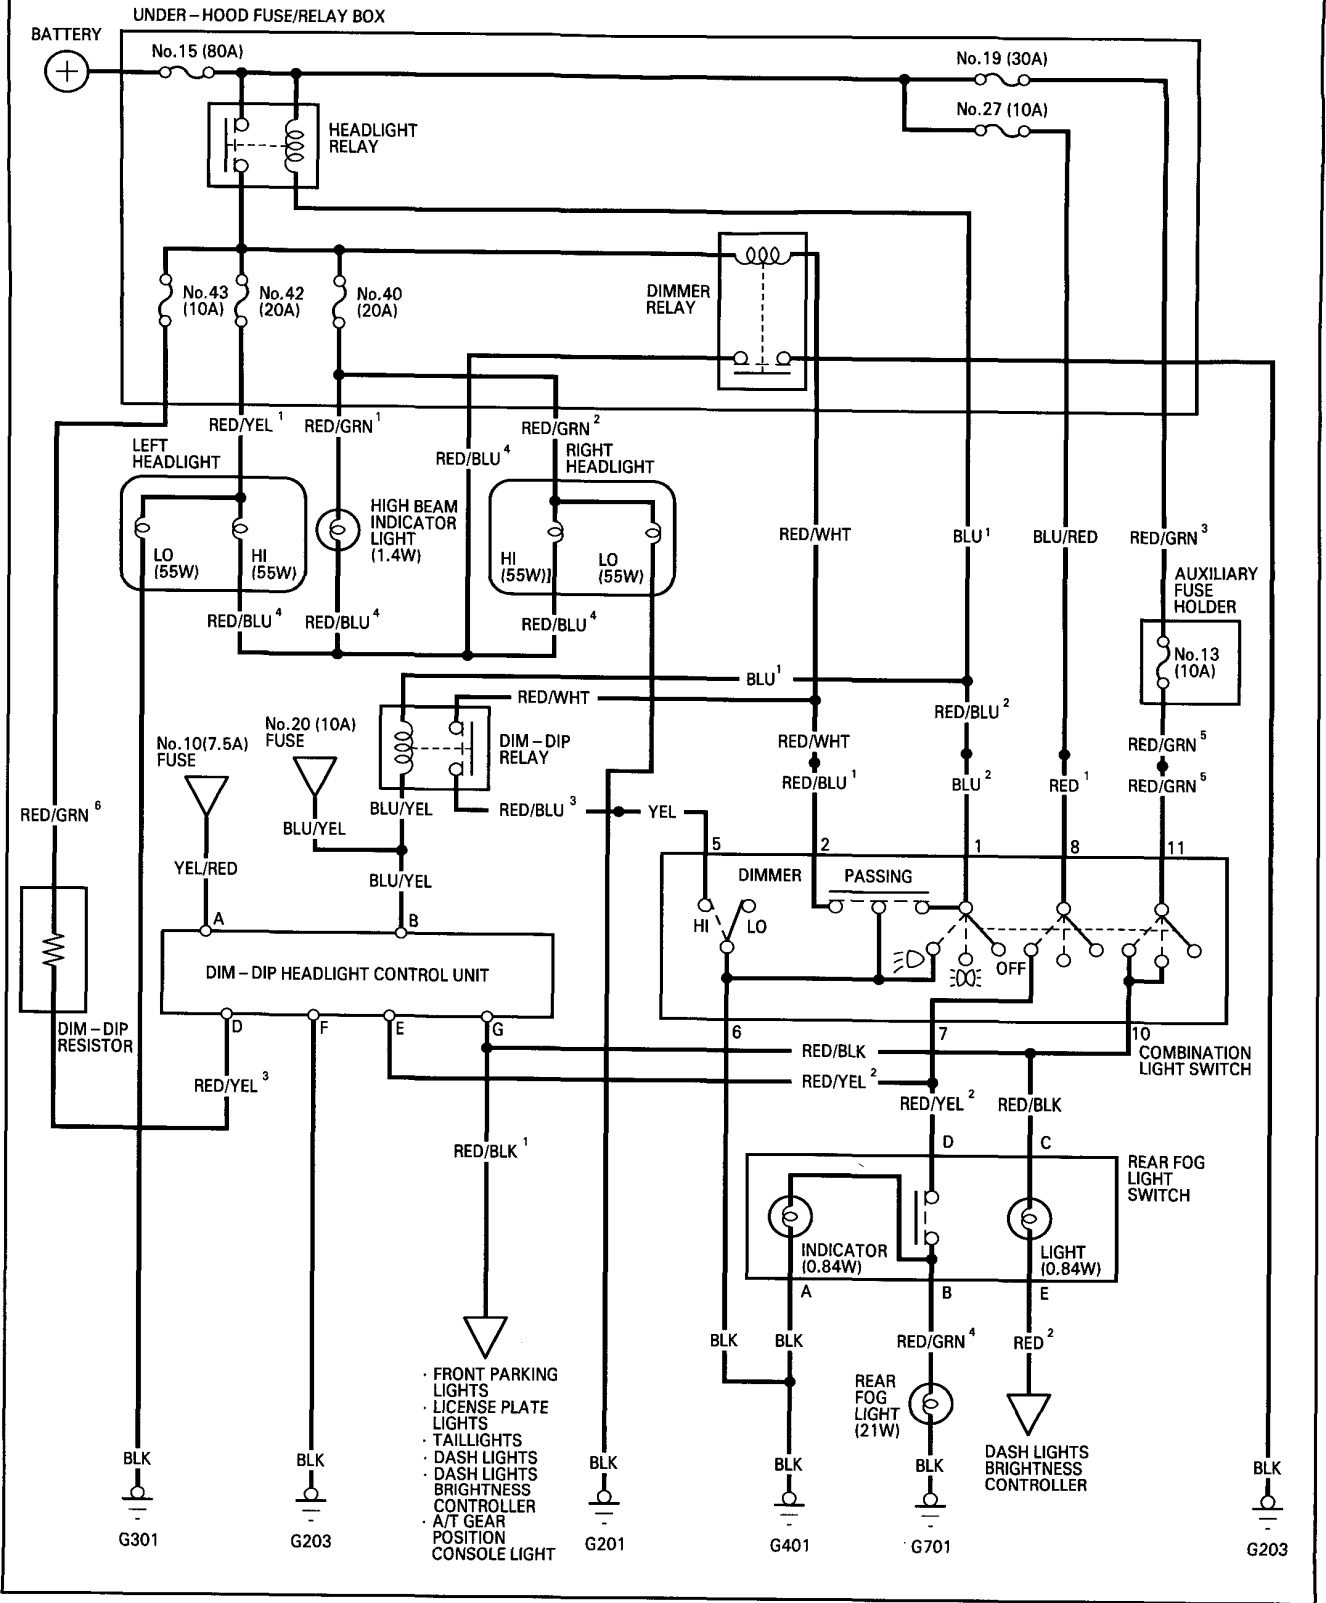 UNDER–HOOD FUSE/RELAY BOX
BATTERY
+
No.15 (80A)
No.19 (30A)
No.27 (10A)
HEADLIGHT
RELAY
No.43
(10A)
No.42
(20A)
No.40
(20A)
DIMMER
RELAY
RED/YEL 1
RED/GRN 1
RED/GRN 2
RED/BLU 4
LEFT
HEADLIGHT
RIGHT
HEADLIGHT
HIGH BEAM
INDICATOR
LIGHT
(1.4W)
LO
(55W)
HI
(55W)
HI
(55W)]
LO
(55W)
RED/WHT
BLU 1
BLU/RED
RED/GRN 3
AUXILIARY
FUSE
HOLDER
No.13
(10A)
RED/BLU 4
RED/BLU 4
RED/BLU 4
BLU 1
RED/WHT
RED/BLU 2
No.10(7.5A)
FUSE
No.20 (10A)
FUSE
DIM–DIP
RELAY
RED/WHT
RED/GRN 5
RED/BLU 1
BLU 2
RED 1
RED/GRN 5
RED/GRN 6
BLU/YEL
BLU/YEL
RED/BLU 3
YEL
YEL/RED
BLU/YEL
5
2
1
8
11
DIMMER
PASSING
HI
LO
OFF
A
B
DIM–DIP HEADLIGHT CONTROL UNIT
DIM–DIP
RESISTOR
D
F
E
G
6
7
10
COMBINATION
LIGHT SWITCH
RED/BLK
RED/YEL 2
RED/YEL 3
RED/YEL 2
RED/BLK
RED/BLK 1
D
C
REAR FOG
LIGHT
SWITCH
INDICATOR
(0.84W)
LIGHT
(0.84W)
A
B
E
BLK
BLK
RED/GRN 4
RED 2
· FRONT PARKING
LIGHTS
· LICENSE PLATE
LIGHTS
· TAILLIGHTS
· DASH LIGHTS
· DASH LIGHTS
BRIGHTNESS
CONTROLLER
· A/T GEAR
POSITION
CONSOLE LIGHT
REAR
FOG
LIGHT
(21W)
DASH LIGHTS
BRIGHTNESS
CONTROLLER
BLK
BLK
BLK
BLK
BLK
BLK
G301
G203
G201
G401
G701
G203